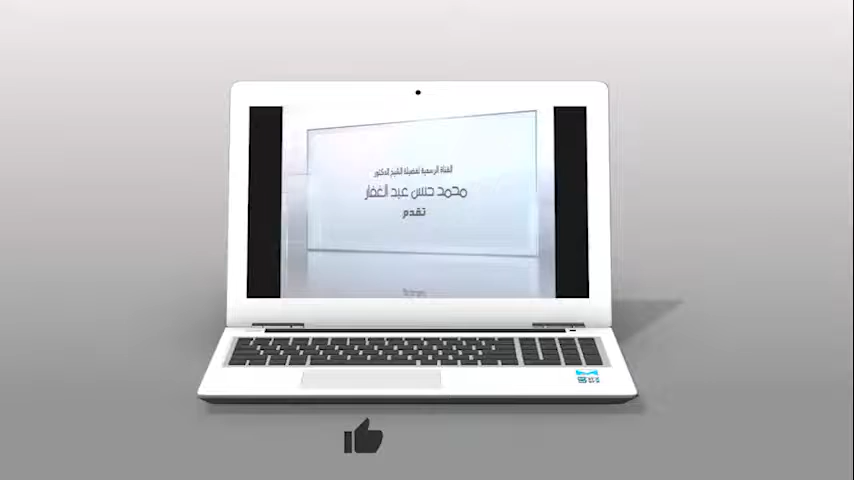 القناة الرسمية لفضيلة الشيخ الدكتور
محمد حسن عبد الغفار
تقدم